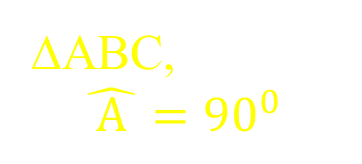 ΔABC,
Â = 90⁰